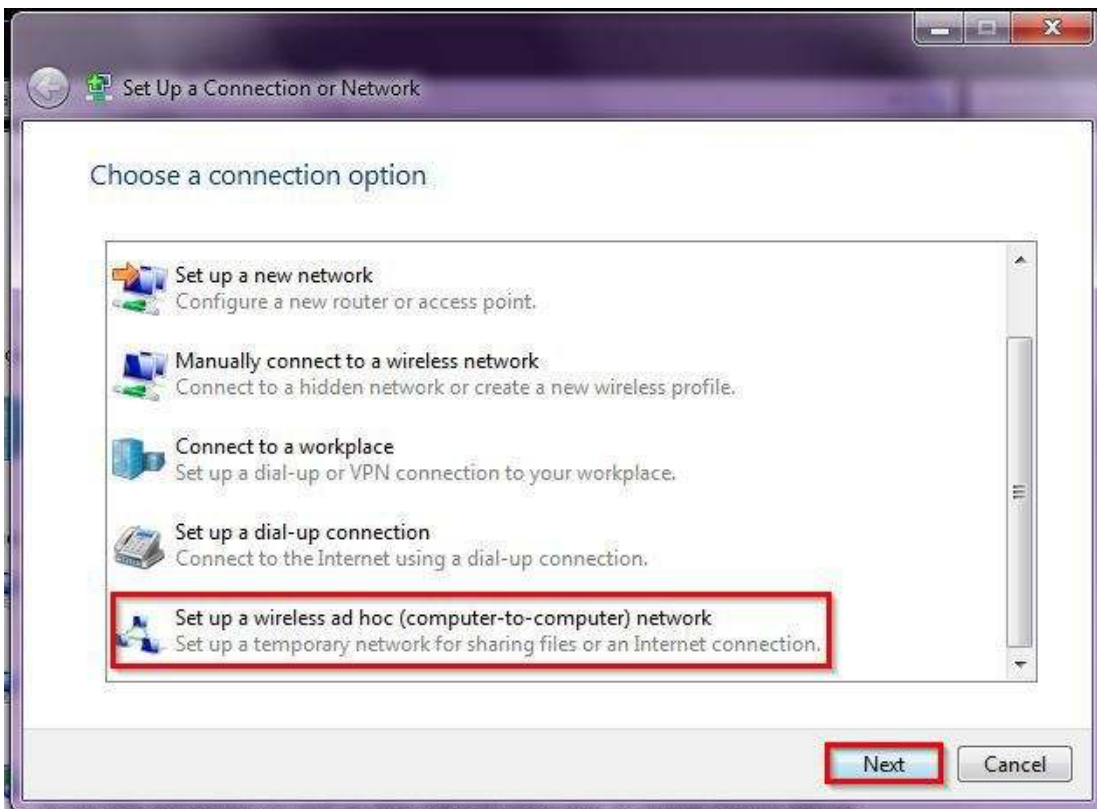 Set Up a Connection or Network
Choose a connection option
Set up a new network
Configure a new router or access point.
Manually connect to a wireless network
Connect to a hidden network or create a new wireless profile.
Connect to a workplace
Set up a dial-up or VPN connection to your workplace.
Set up a dial-up connection
Connect to the Internet using a dial-up connection.
Set up a wireless ad hoc (computer-to-computer) network
Set up a temporary network for sharing files or an Internet connection.
Next Cancel